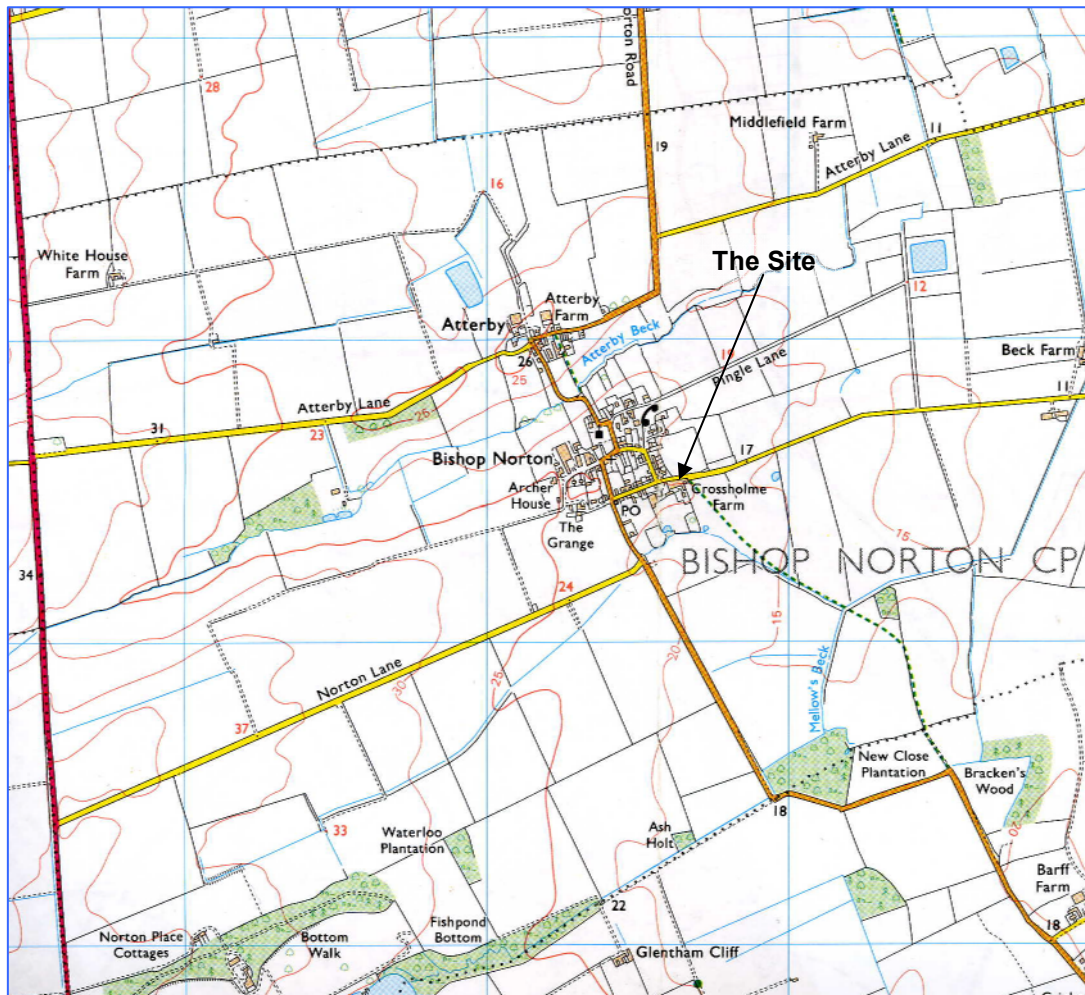 orton Road
28
Middlefield Farm
11
Atterby Lane
19
16
White House
Farm
The Site
12
Atterby
Atterby
Farm
Atterby Beck
26
25
19
Pingle Lane
Beck Farm
11
Atterby Lane
26
31
23
Bishop Norton
17
Archer
House
PO
Crossholme
Farm
The
Grange
15
BISHOP NORTON CP
34
24
15
20
Norton Lane
30
25
Mellow's Beck
37
New Close
Plantation
Bracken's
Wood
18
33
Waterloo
Plantation
Ash
Holt
20
Barff
Farm
22
18
Norton Place
Cottages
Bottom
Walk
Fishpond
Bottom
Glentham Cliff